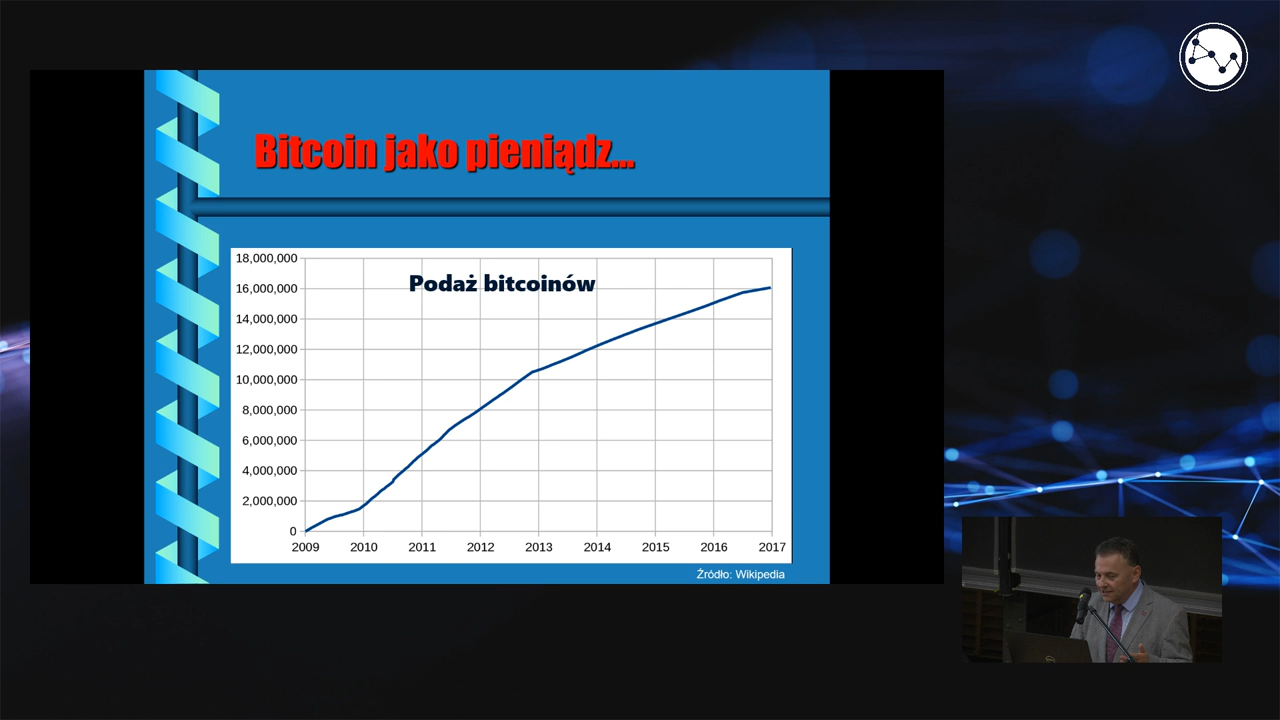 Bitcoin jako pieniądz...
Podaż bitcoinów
18,000,000
16,000,000
14,000,000
12,000,000
10,000,000
8,000,000
6,000,000
4,000,000
2,000,000
0
2009 2010 2011 2012 2013 2014 2015 2016 2017
Źródło: Wikipedia